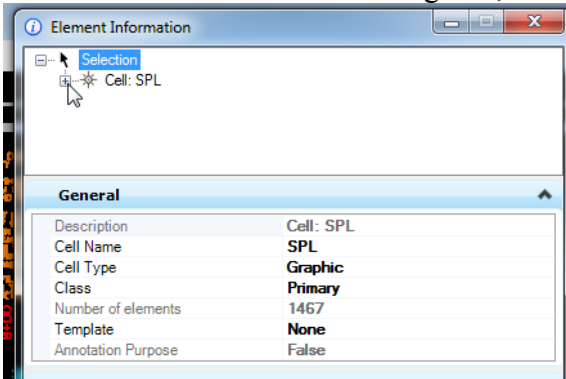 Element Information
Selection
Cell: SPL
General
Description Cell: SPL
Cell Name SPL
Cell Type Graphic
Class Primary
Number of elements 1467
Template None
Annotation Purpose False